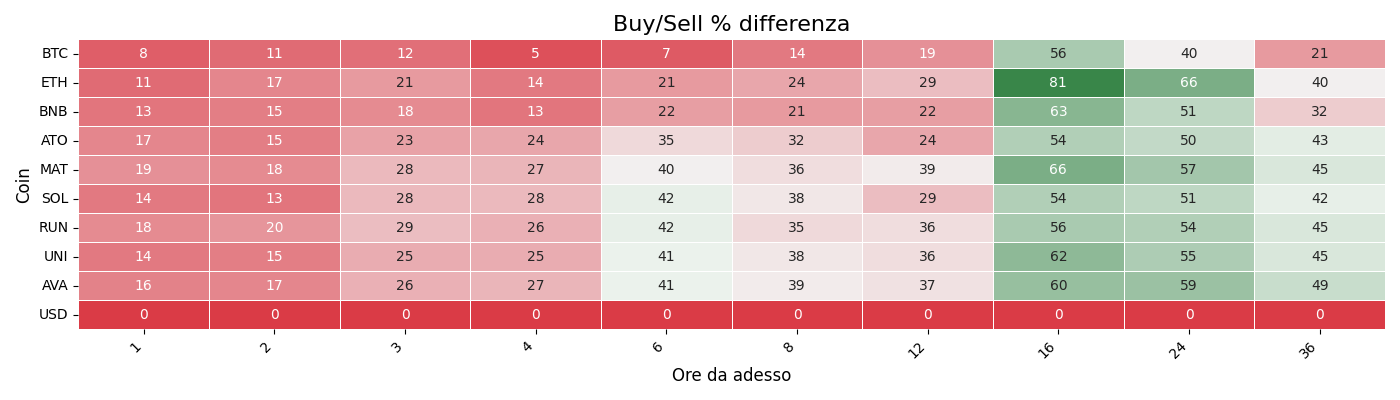 Buy/Sell % differenza
Coin
BTC 8 11 12 5 7 14 19 56 40 21
ETH 11 17 21 14 21 24 29 81 66 40
BNB 13 15 18 13 22 21 22 63 51 32
ATO 17 15 23 24 35 32 24 54 50 43
MAT 19 18 28 27 40 36 39 66 57 45
SOL 14 13 28 28 42 38 29 54 51 42
RUN 18 20 29 26 42 35 36 56 54 45
UNI 14 15 25 25 41 38 36 62 55 45
AVA 16 17 26 27 41 39 37 60 59 49
USD 0 0 0 0 0 0 0 0 0 0
1 2 3 4 6 8 12 16 24 36
Ore da adesso